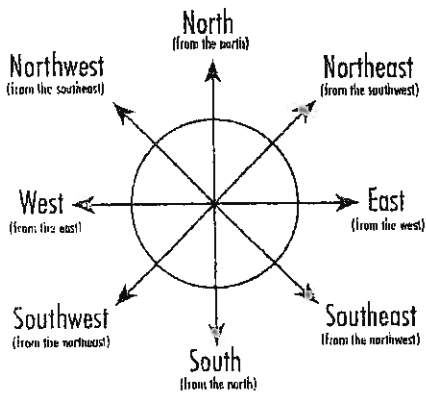 North
(from the north)
Northwest
(from the southeast)
Northeast
(from the southwest)
West
(from the east)
East
(from the west)
Southwest
(from the northeast)
Southeast
(from the northwest)
South
(from the north)